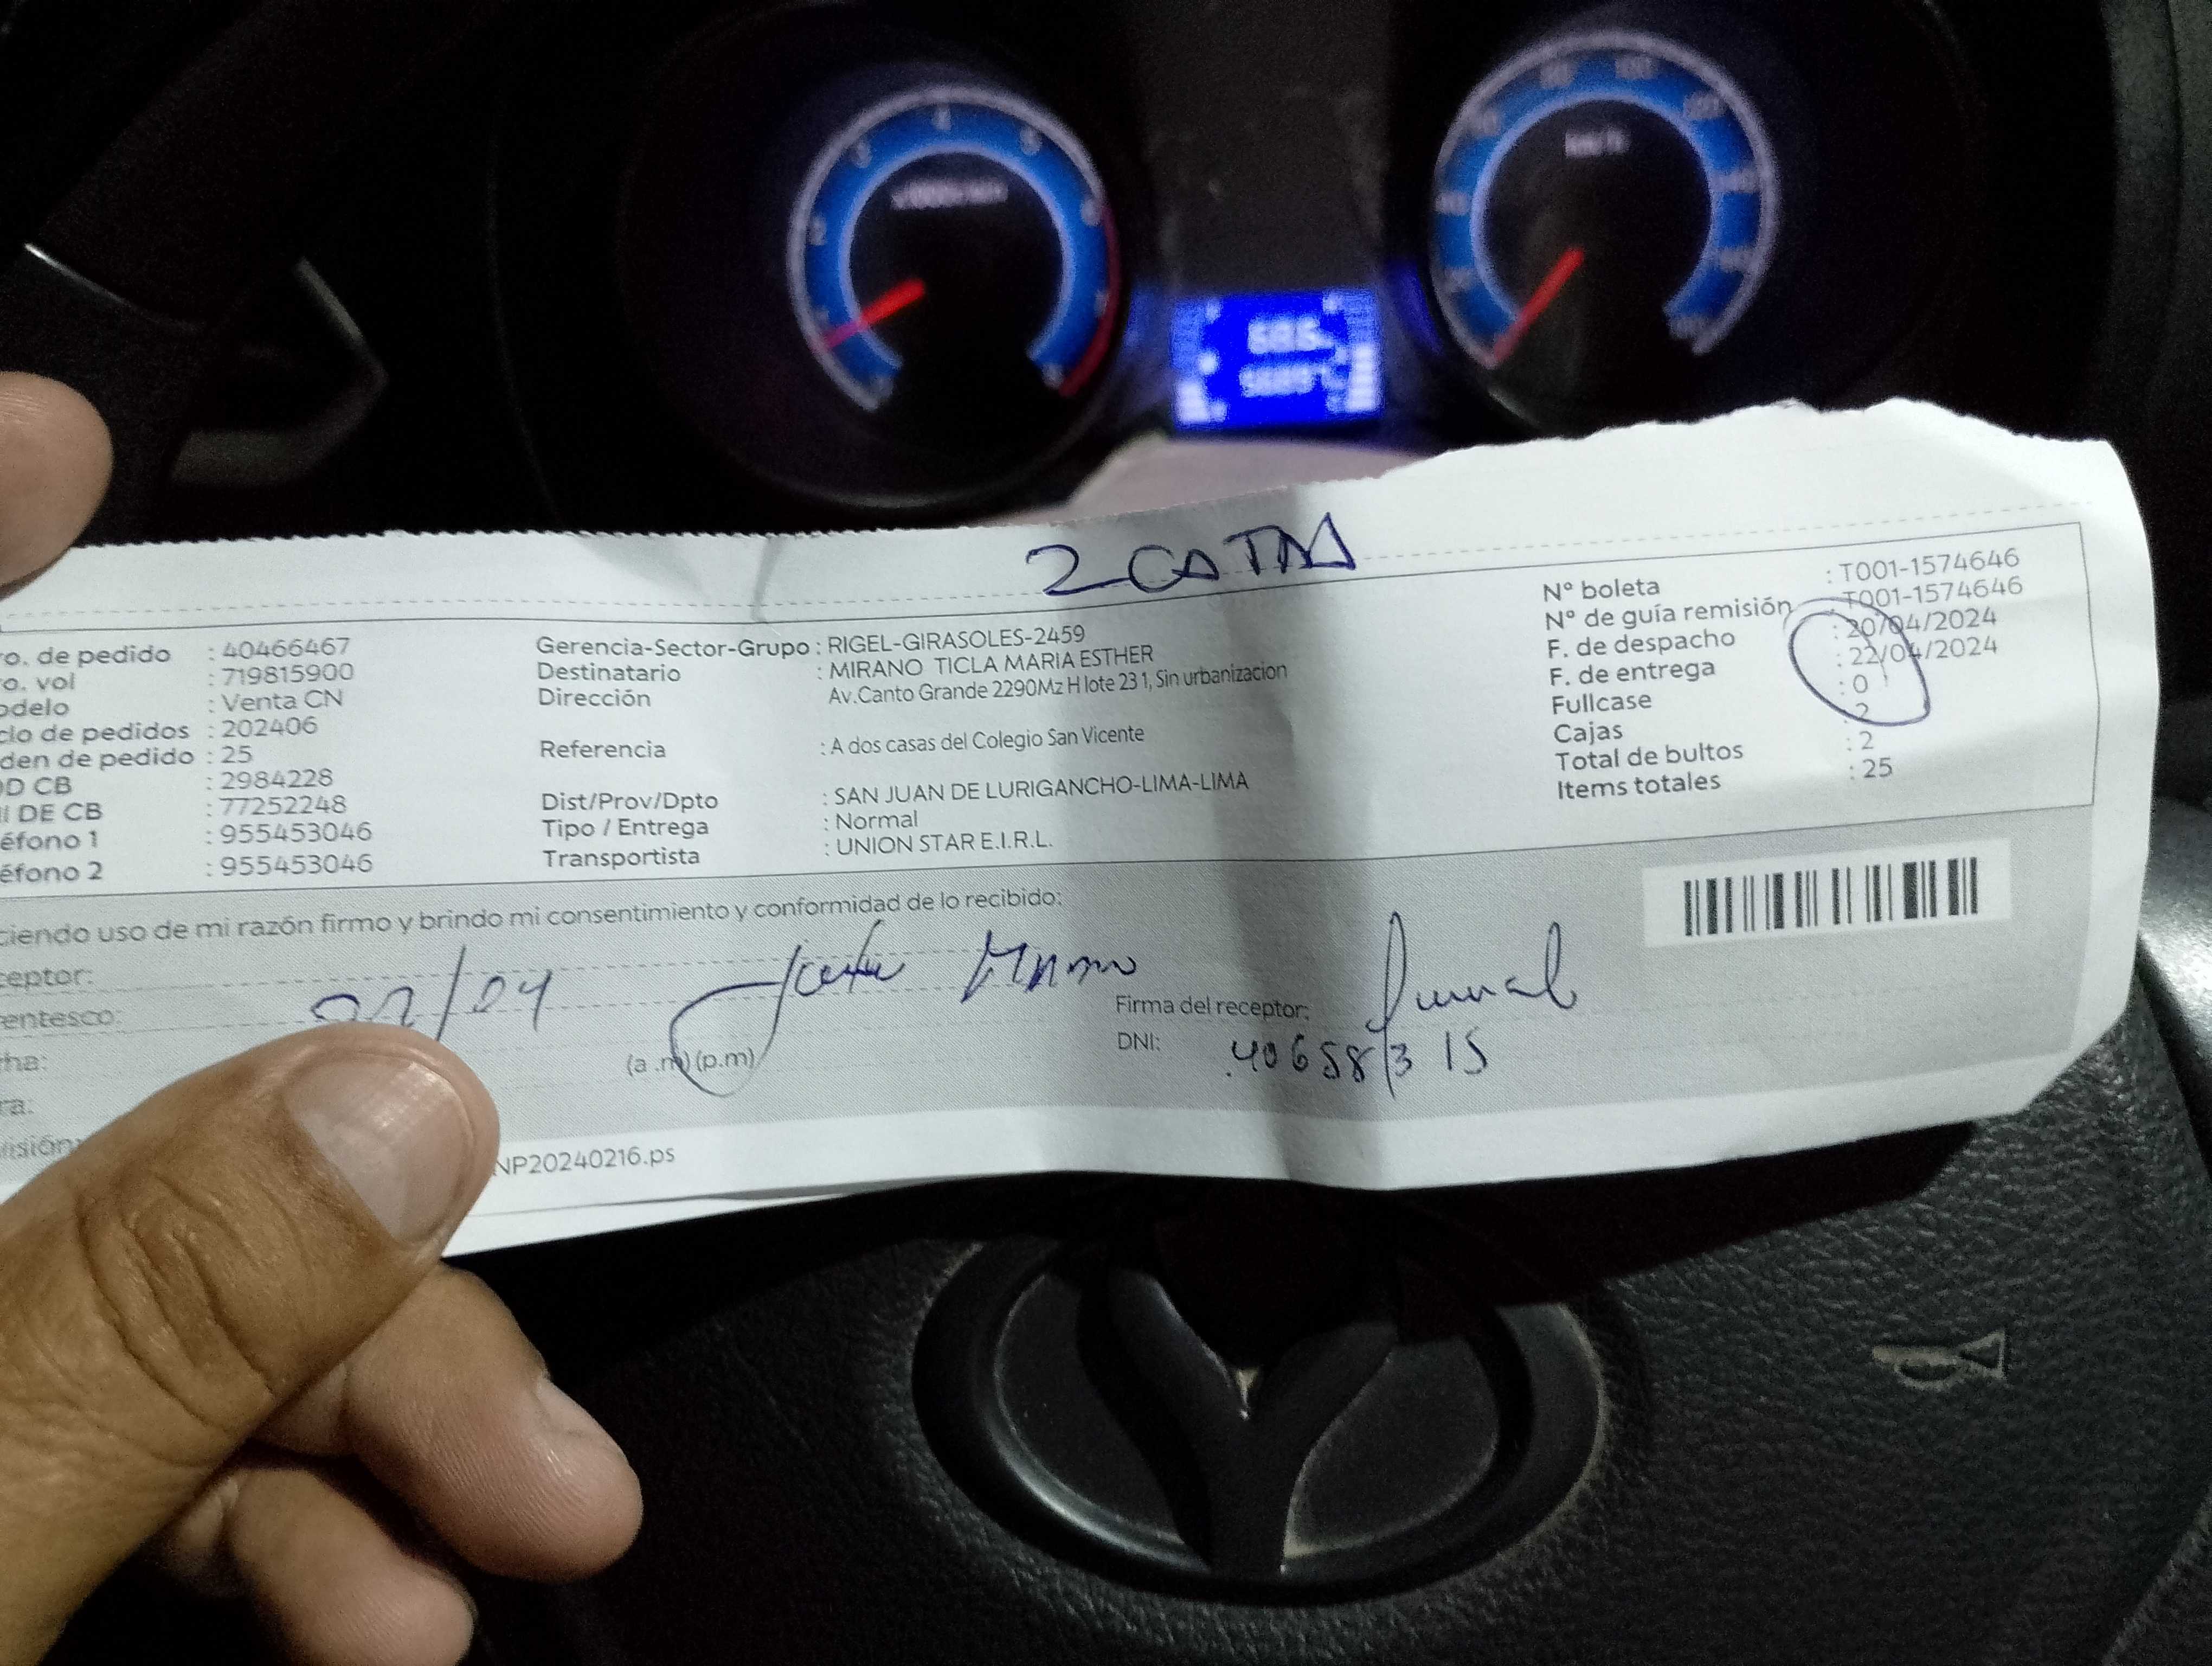 2 CATAL
ro. de pedido : 40466467
ro. vol : 719815900
odelo : Venta CN
clo de pedidos : 202406
den de pedido : 25
OD CB : 2984228
I DE CB : 77252248
éfono 1 : 955453046
éfono 2 : 955453046
Gerencia-Sector-Grupo : RIGEL-GIRASOLES-2459
Destinatario : MIRANO TICLA MARIA ESTHER
Dirección Av.Canto Grande 2290Mz H lote 23 1, Sin urbanizacion
Referencia : A dos casas del Colegio San Vicente
Dist/Prov/Dpto : SAN JUAN DE LURIGANCHO-LIMA-LIMA
Tipo / Entrega : Normal
Transportista : UNION STAR E.I.R.L.
N° boleta : T001-1574646
N° de guía remisión : T001-1574646
F. de despacho : 20/04/2024
F. de entrega : 22/04/2024
Fullcase : 0
Cajas : 2
Total de bultos : 2
Items totales : 25
ciendo uso de mi razón firmo y brindo mi consentimiento y conformidad de lo recibido:
ceptor:
entesco: 22/04
ha: (a .m) (p.m)
ra:
isión
Firma del receptor:
DNI: 40658315
NP20240216.ps